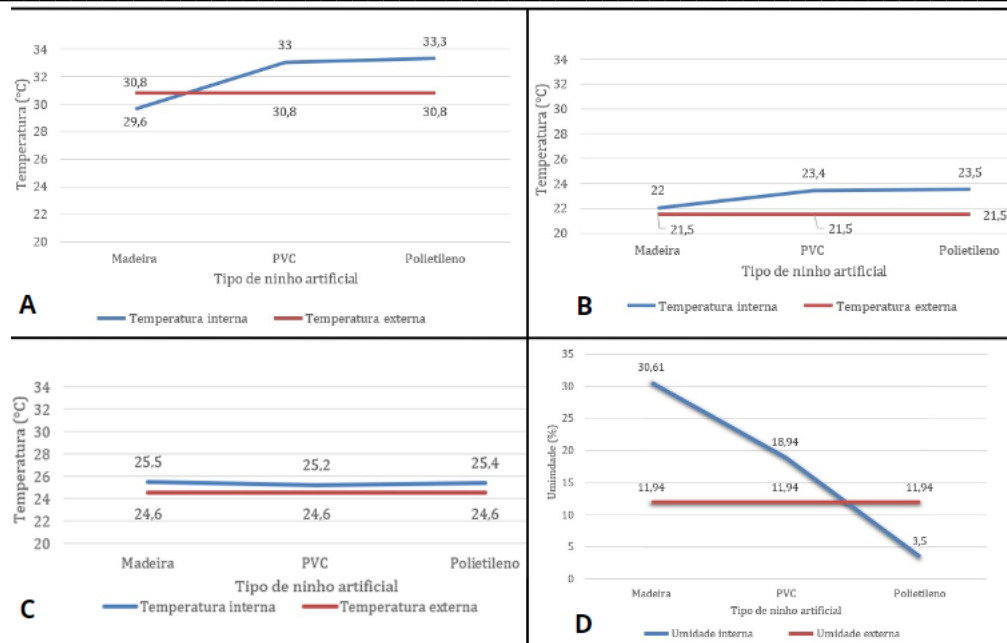 33,3
33
34
32
30,8
30
29,6
30,8
30,8
28
26
24
22
20
Temperatura (°C)
Madeira
PVC
Polietileno
Tipo de ninho artificial
A
Temperatura interna
Temperatura externa
34
32
30
28
26
24
22
20
Temperatura (°C)
22
23,4
23,5
21,5
21,5
21,5
Madeira
PVC
Polietileno
Tipo de ninho artificial
B
Temperatura interna
Temperatura externa
34
32
30
28
26
24
22
20
Temperatura (°C)
25,5
25,2
25,4
24,6
24,6
24,6
Madeira
PVC
Polietileno
Tipo de ninho artificial
C
Temperatura interna
Temperatura externa
35
30
25
20
15
10
5
0
Umindade (%)
30,61
18,94
11,94
11,94
11,94
3,5
Madeira
PVC
Polietileno
Tipo de ninho artificial
D
Umidade interna
Umidade externa